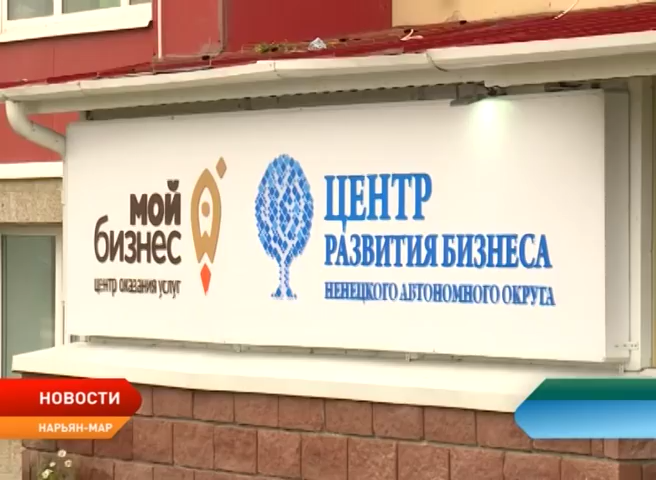 мой
бизнес
центр оказания услуг
ЦЕНТР
РАЗВИТИЯ БИЗНЕСА
НЕНЕЦКОГО АВТОНОМНОГО ОКРУГА
НОВОСТИ
НАРЬЯН-МАР